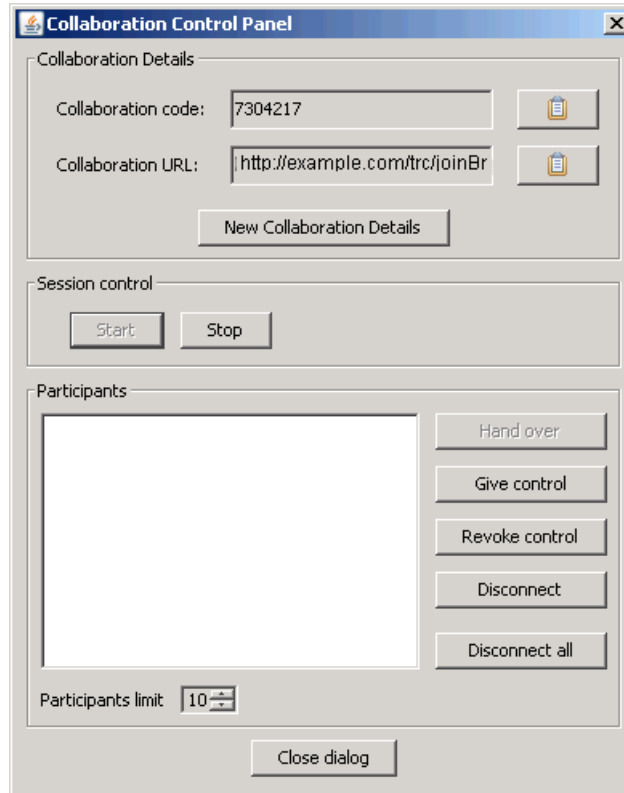 Collaboration Control Panel
Collaboration Details
Collaboration code: 7304217
Collaboration URL: http://example.com/trc/joinBr
New Collaboration Details
Session control
Start Stop
Participants
Hand over
Give control
Revoke control
Disconnect
Disconnect all
Participants limit 10
Close dialog